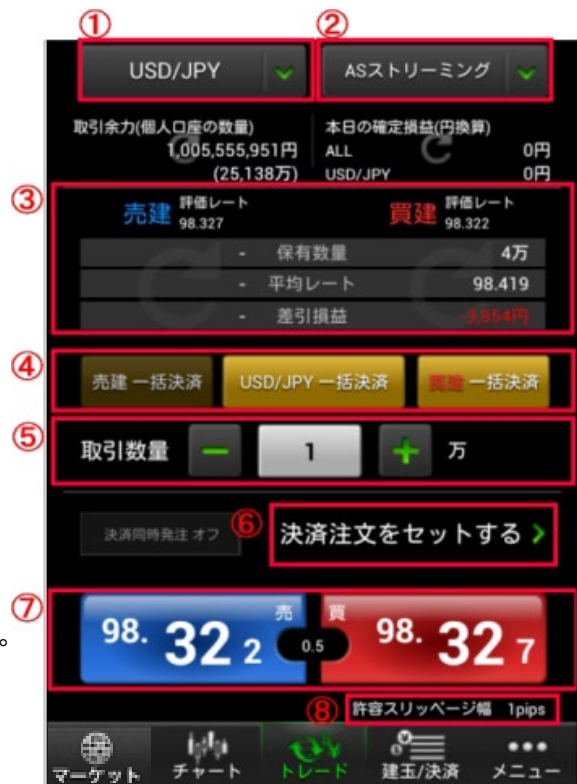 ① ②
USD/JPY ASストリーミング
取引余力(個人口座の数量) 本日の確定損益(円換算)
1,005,555,951円 ALL 0円
(25,138万) USD/JPY 0円
③
売建 評価レート 98.327 買建 評価レート 98.322
- 保有数量 4万
- 平均レート 98.419
- 差引損益 -3,854円
④
売建 一括決済 USD/JPY 一括決済 買建 一括決済
⑤
取引数量 − 1 + 万
決済同時発注 オフ ⑥ 決済注文をセットする >
⑦
。
98. 32 2 売 0.5 買 98. 32 7
⑧ 許容スリッページ幅 1pips
マーケット チャート トレード 建玉/決済 メニュー